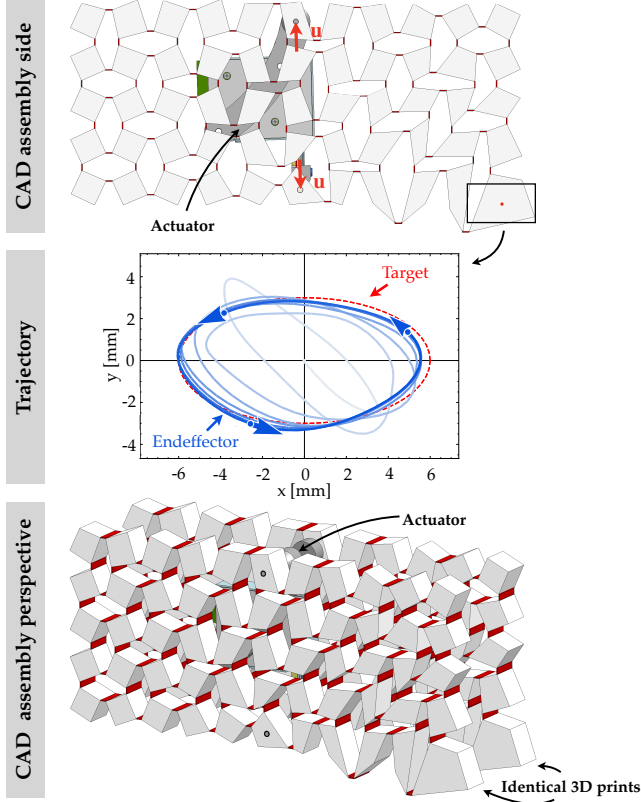 CAD assembly side
u
u
Actuator
Trajectory
y [mm]
4
2
0
-2
-4
Target
Endeffector
-6
-4
-2
0
2
4
6
x [mm]
CAD assembly perspective
Actuator
Identical 3D prints